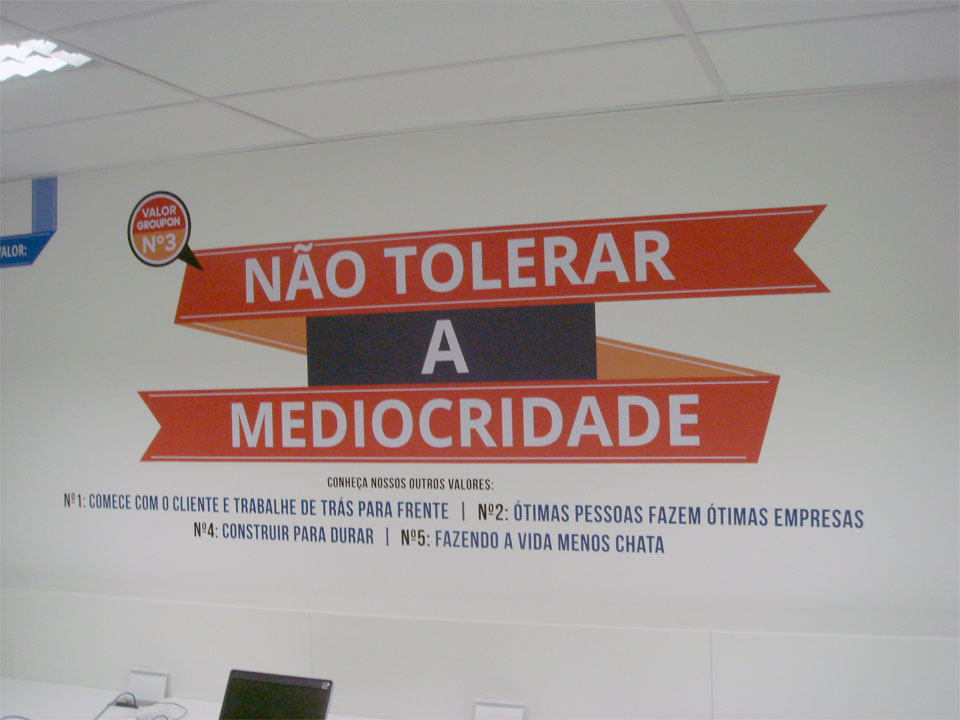 VALOR
GROUPON
Nº3
VALOR:
NÃO TOLERAR
A
MEDIOCRIDADE
CONHEÇA NOSSOS OUTROS VALORES:
Nº1: COMECE COM O CLIENTE E TRABALHE DE TRÁS PARA FRENTE | Nº2: ÓTIMAS PESSOAS FAZEM ÓTIMAS EMPRESAS
Nº4: CONSTRUIR PARA DURAR | Nº5: FAZENDO A VIDA MENOS CHATA